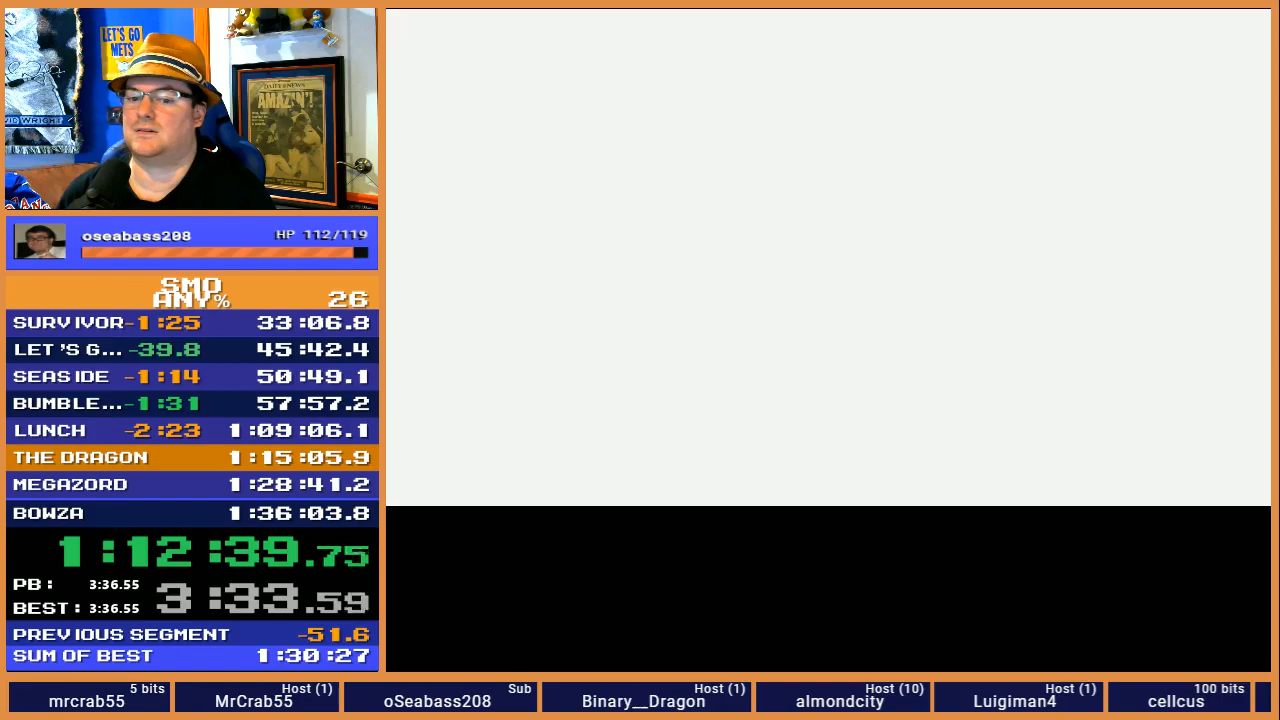 LET'S GO
METS
DAILY NEWS
AMAZIN'!
oseabass208 HP 112/119
SMO
ANY% 26
SURVIVOR -1:25 33:06.8
LET'S G... -39.8 45:42.4
SEASIDE -1:14 50:49.1
BUMBLE... -1:31 57:57.2
LUNCH -2:23 1:09:06.1
THE DRAGON 1:15:05.9
MEGAZORD 1:28:41.2
BOWZA 1:36:03.8
1:12:39.75
PB: 3:36.55
BEST: 3:36.55
3:33.59
PREVIOUS SEGMENT -51.6
SUM OF BEST 1:30:27
5 bits
mrcrab55
Host (1)
MrCrab55
Sub
oSeabass208
Host (1)
Binary__Dragon
Host (10)
almondcity
Host (1)
Luigiman4
100 bits
cellcus